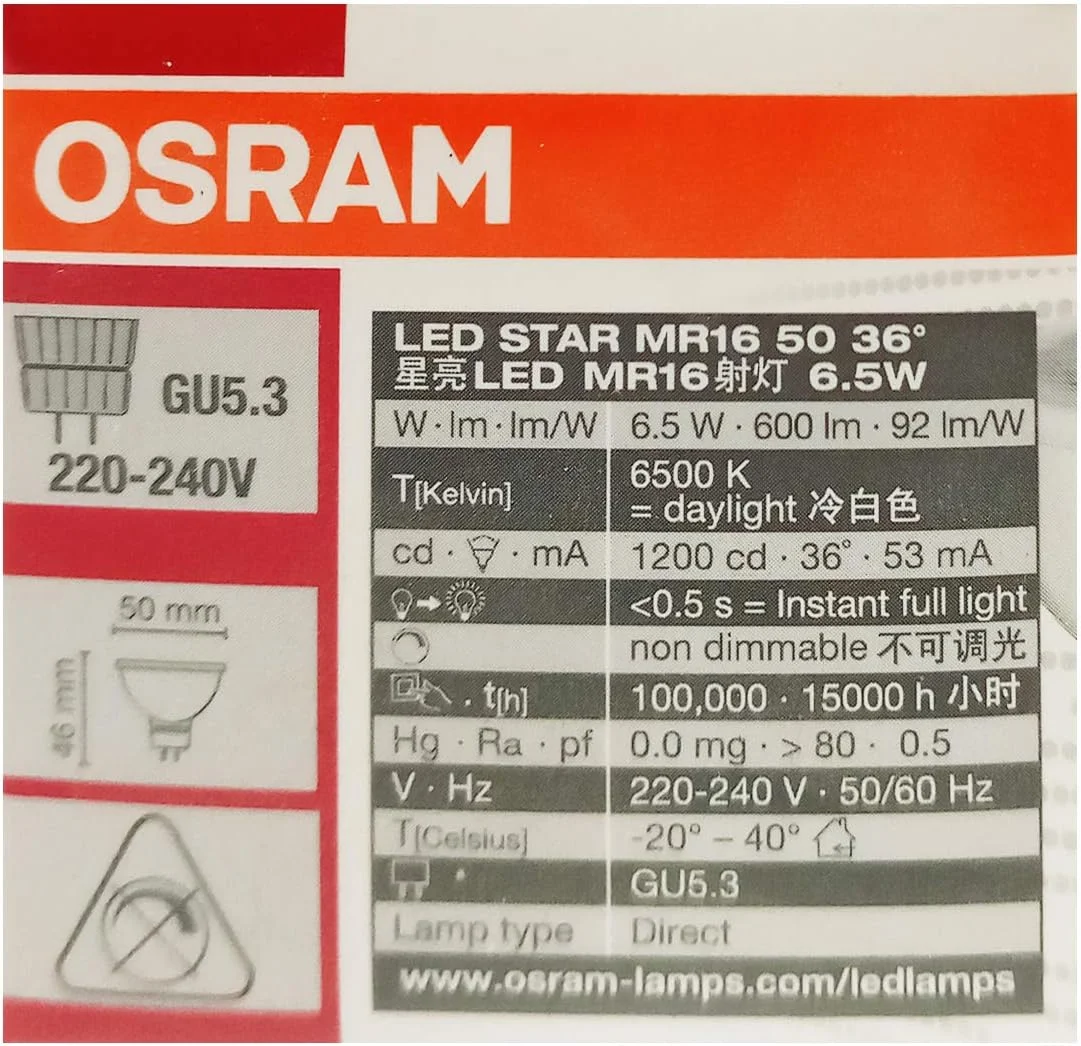 OSRAM
GU5.3
220-240V
50 mm
46 mm
LED STAR MR16 50 36°
星亮LED MR16射灯 6.5W
W·lm·lm/W 6.5 W · 600 lm · 92 lm/W
T[Kelvin] 6500 K
= daylight 冷白色
cd · · mA 1200 cd · 36° · 53 mA
<0.5 s = Instant full light
non dimmable 不可调光
· t[h] 100,000 · 15000 h 小时
Hg · Ra · pf 0.0 mg · > 80 · 0.5
V · Hz 220-240 V · 50/60 Hz
T[Celsius] -20° – 40°
GU5.3
Lamp type Direct
www.osram-lamps.com/ledlamps